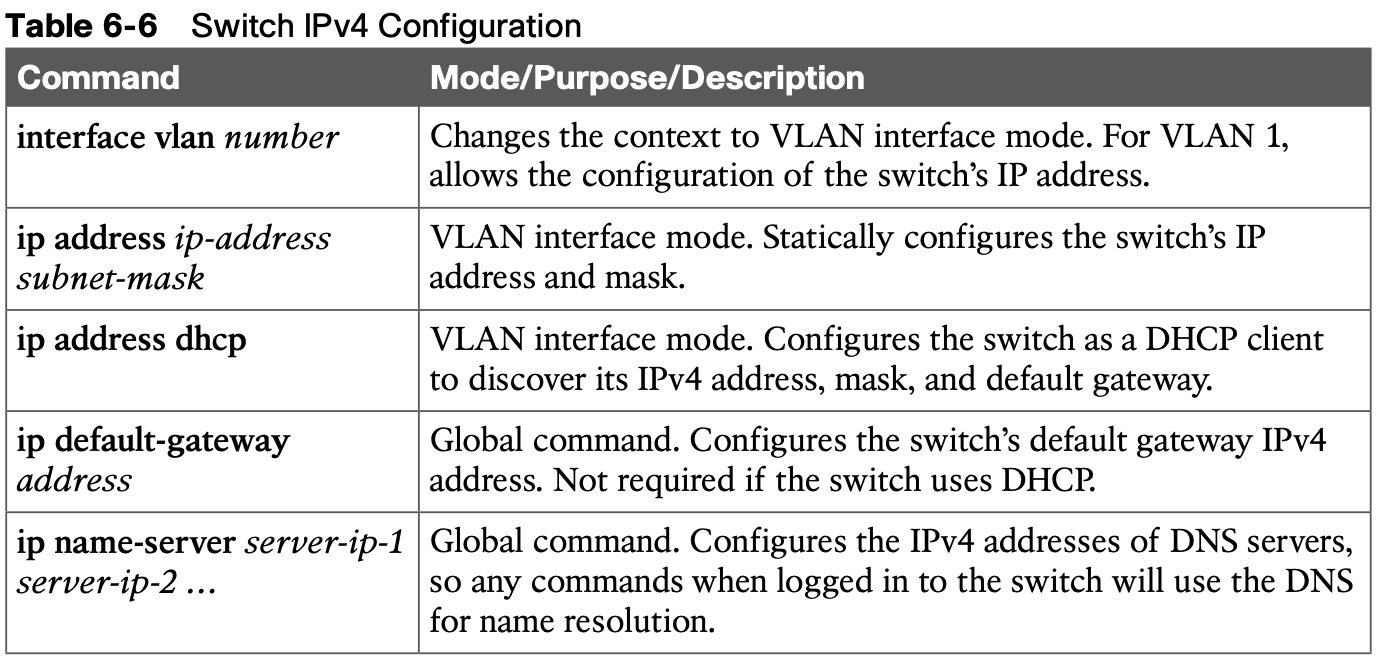 Table 6-6 Switch IPv4 Configuration
Command Mode/Purpose/Description
interface vlan number Changes the context to VLAN interface mode. For VLAN 1,
allows the configuration of the switch’s IP address.
ip address ip-address VLAN interface mode. Statically configures the switch’s IP
subnet-mask address and mask.
ip address dhcp VLAN interface mode. Configures the switch as a DHCP client
to discover its IPv4 address, mask, and default gateway.
ip default-gateway Global command. Configures the switch’s default gateway IPv4
address address. Not required if the switch uses DHCP.
ip name-server server-ip-1 Global command. Configures the IPv4 addresses of DNS servers,
server-ip-2 … so any commands when logged in to the switch will use the DNS
for name resolution.